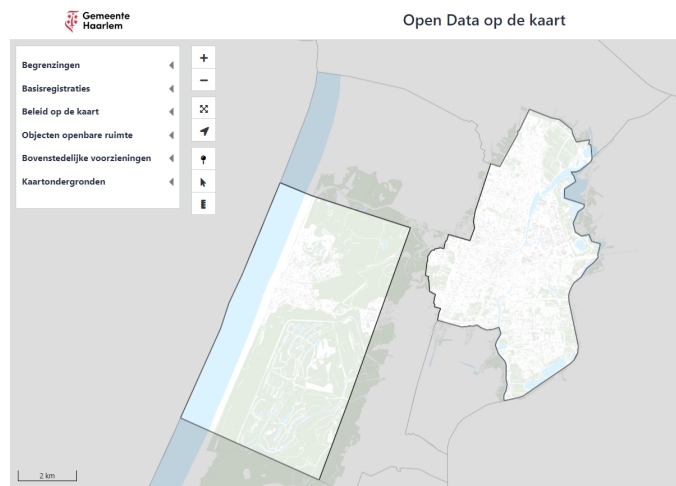 Gemeente
Haarlem
Open Data op de kaart
Begrenzingen
Basisregistraties
Beleid op de kaart
Objecten openbare ruimte
Bovenstedelijke voorzieningen
Kaartondergronden
2 km